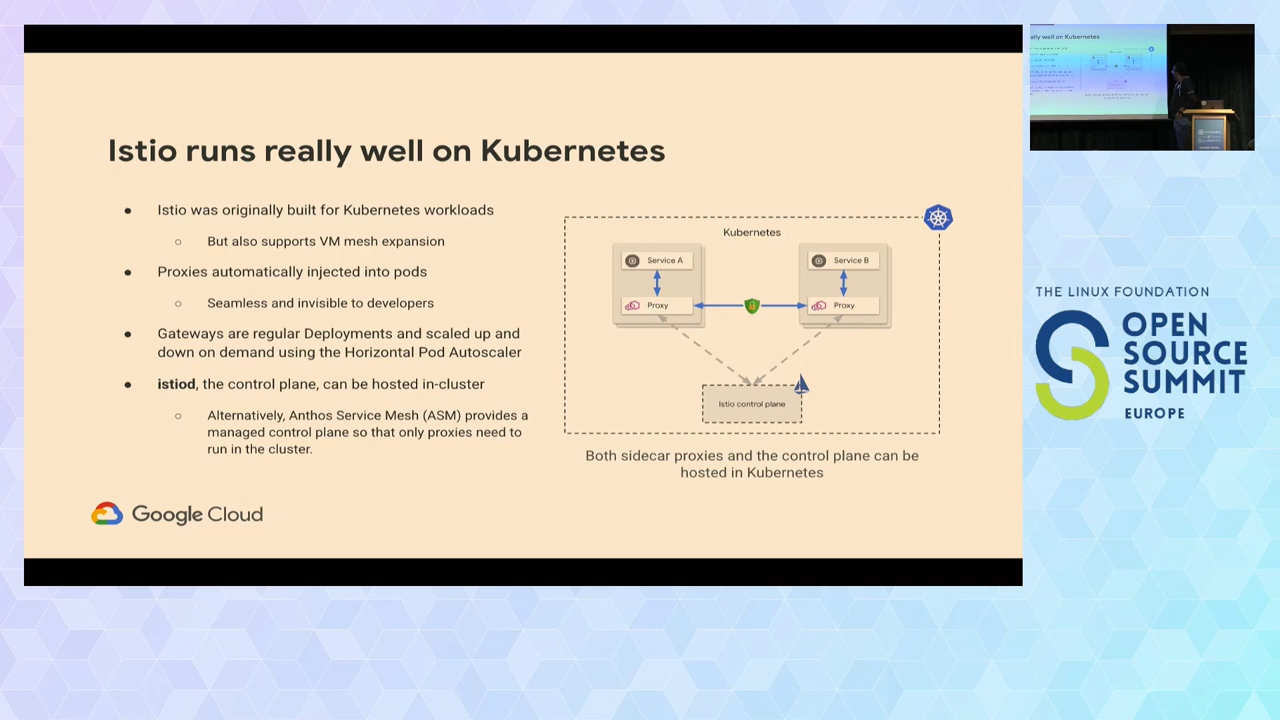 Istio runs really well on Kubernetes
● Istio was originally built for Kubernetes workloads
○ But also supports VM mesh expansion
● Proxies automatically injected into pods
○ Seamless and invisible to developers
● Gateways are regular Deployments and scaled up and
down on demand using the Horizontal Pod Autoscaler
● istiod, the control plane, can be hosted in-cluster
○ Alternatively, Anthos Service Mesh (ASM) provides a
managed control plane so that only proxies need to
run in the cluster.
Kubernetes
Service A
Service B
Proxy
Proxy
Istio control plane
Both sidecar proxies and the control plane can be
hosted in Kubernetes
Google Cloud
ally well on Kubernetes
THE LINUX FOUNDATION
OPEN
SOURCE
SUMMIT
EUROPE